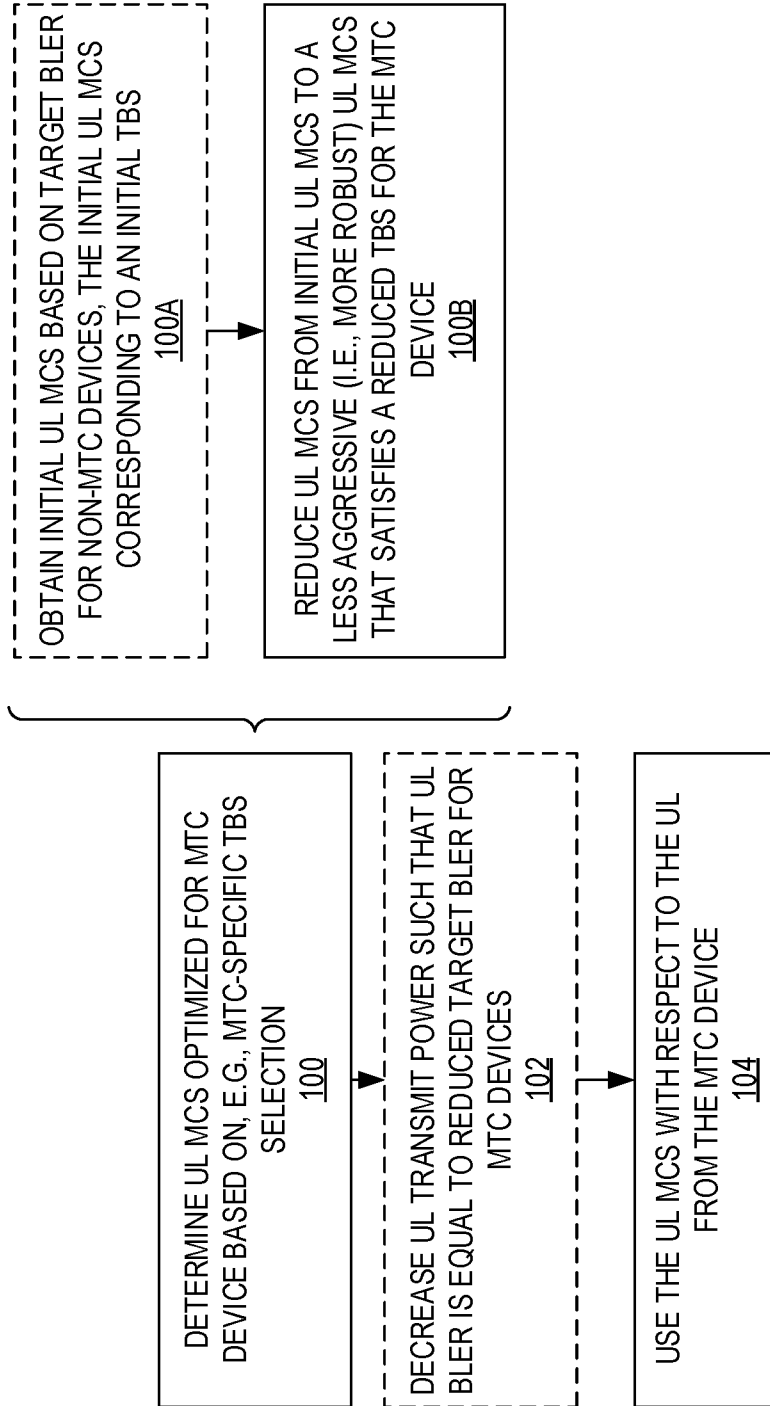 DETERMINE UL MCS OPTIMIZED FOR MTC
DEVICE BASED ON, E.G., MTC-SPECIFIC TBS
SELECTION
100
DECREASE UL TRANSMIT POWER SUCH THAT UL
BLER IS EQUAL TO REDUCED TARGET BLER FOR
MTC DEVICES
102
USE THE UL MCS WITH RESPECT TO THE UL
FROM THE MTC DEVICE
104
OBTAIN INITIAL UL MCS BASED ON TARGET BLER
FOR NON-MTC DEVICES, THE INITIAL UL MCS
CORRESPONDING TO AN INITIAL TBS
100A
REDUCE UL MCS FROM INITIAL UL MCS TO A
LESS AGGRESSIVE (I.E., MORE ROBUST) UL MCS
THAT SATISFIES A REDUCED TBS FOR THE MTC
DEVICE
100B